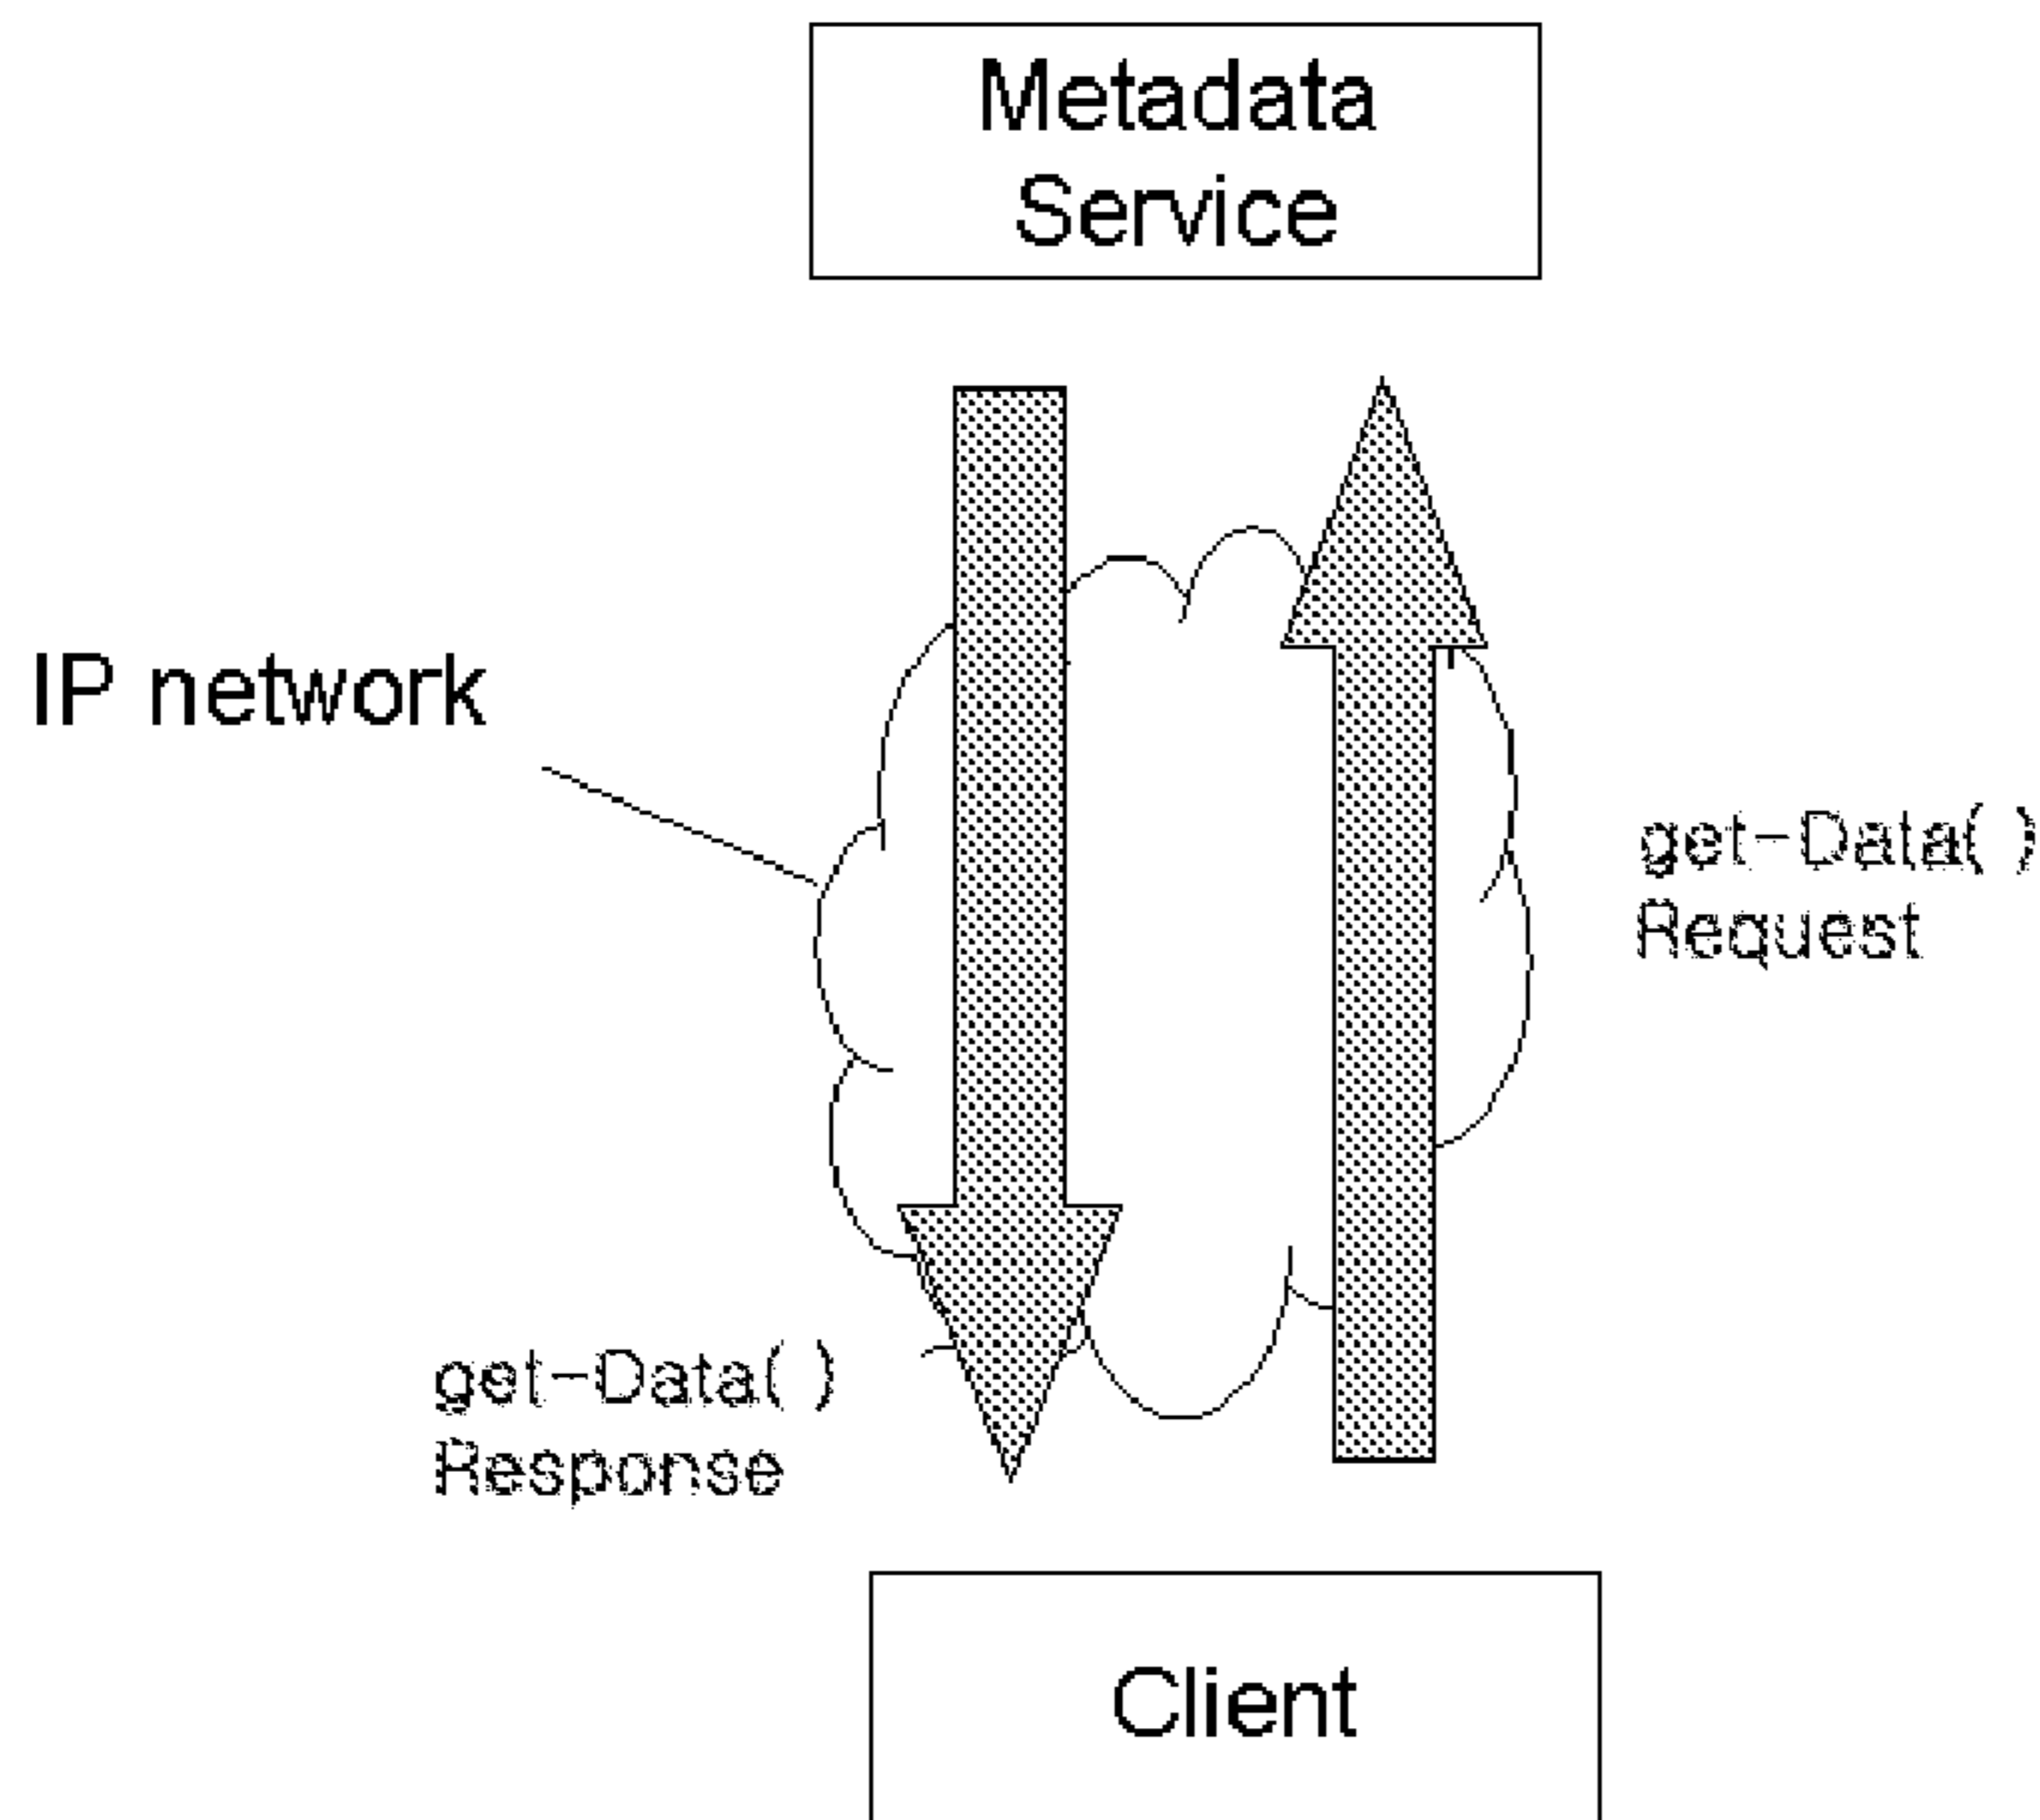 Metadata
Service
IP network
get-Data( )
Request
get-Data( )
Response
Client